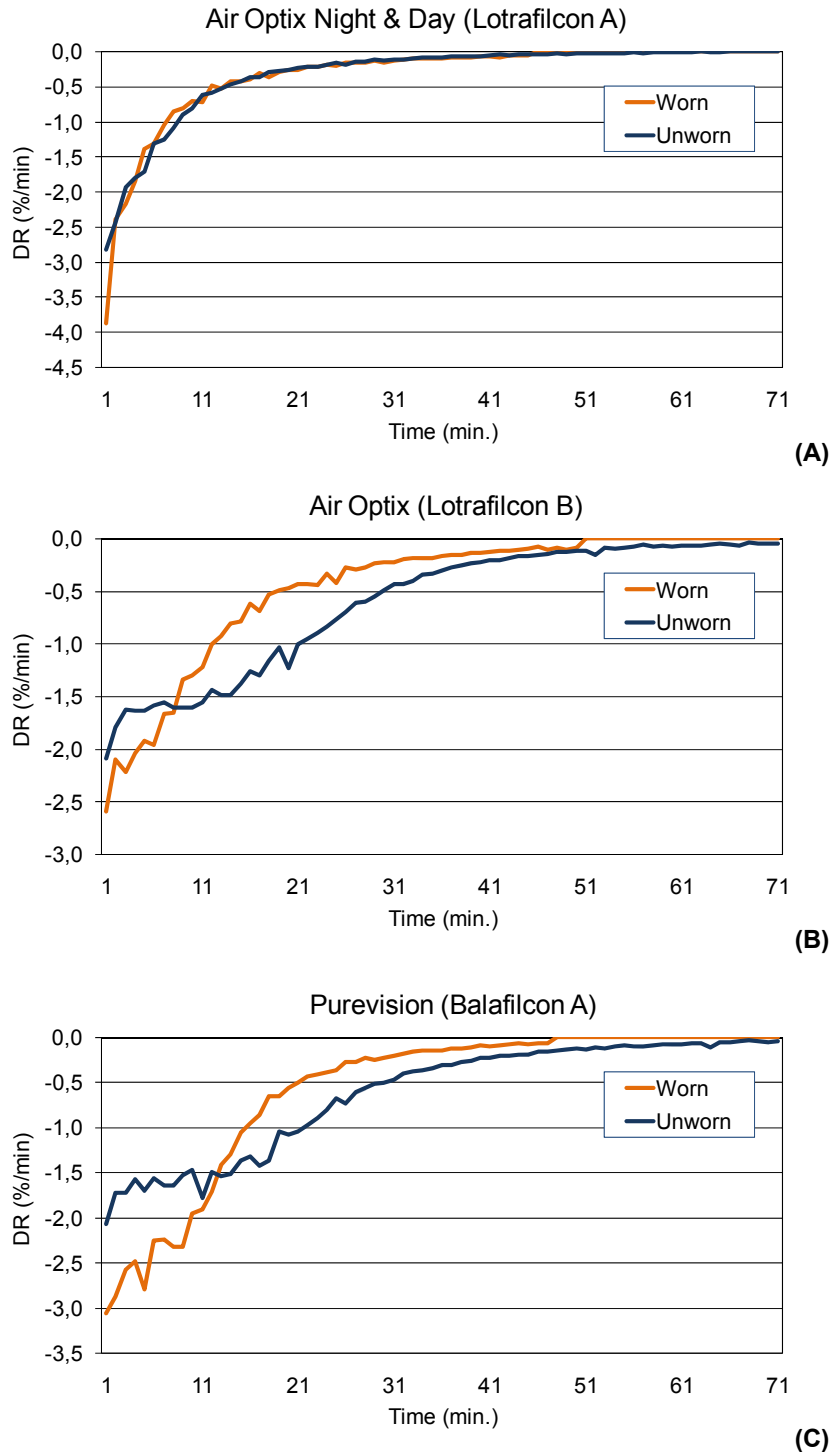 Air Optix Night & Day (Lotrafilcon A)
0,0
-0,5
-1,0
-1,5
-2,0
-2,5
-3,0
-3,5
-4,0
-4,5
DR (%/min)
Worn
Unworn
1 11 21 31 41 51 61 71
Time (min.)
(A)
Air Optix (Lotrafilcon B)
0,0
-0,5
-1,0
-1,5
-2,0
-2,5
-3,0
DR (%/min)
Worn
Unworn
1 11 21 31 41 51 61 71
Time (min.)
(B)
Purevision (Balafilcon A)
0,0
-0,5
-1,0
-1,5
-2,0
-2,5
-3,0
-3,5
DR (%/min)
Worn
Unworn
1 11 21 31 41 51 61 71
Time (min.)
(C)